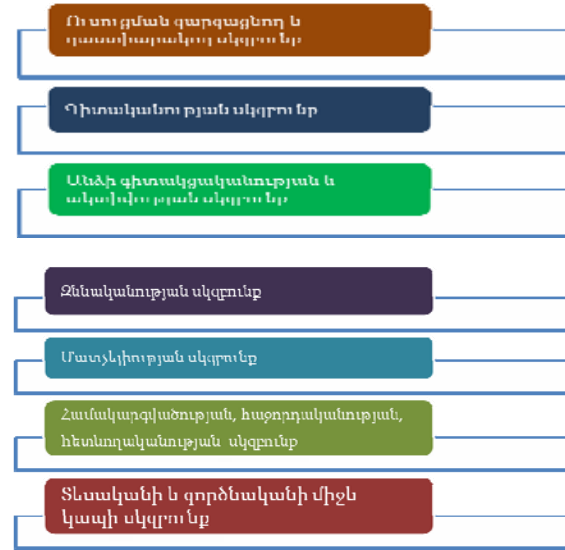 Ուսուցման զարգացնող և
դաստիարակող սկզբունք
Գիտականության սկզբունք
Անձի գիտակցականության և
ակտիվության սկզբունք
Զննականության սկզբունք
Մատչելիության սկզբունք
Համակարգվածության, հաջորդականության,
հետևողականության սկզբունք
Տեսականի և գործնականի միջև
կապի սկզբունք